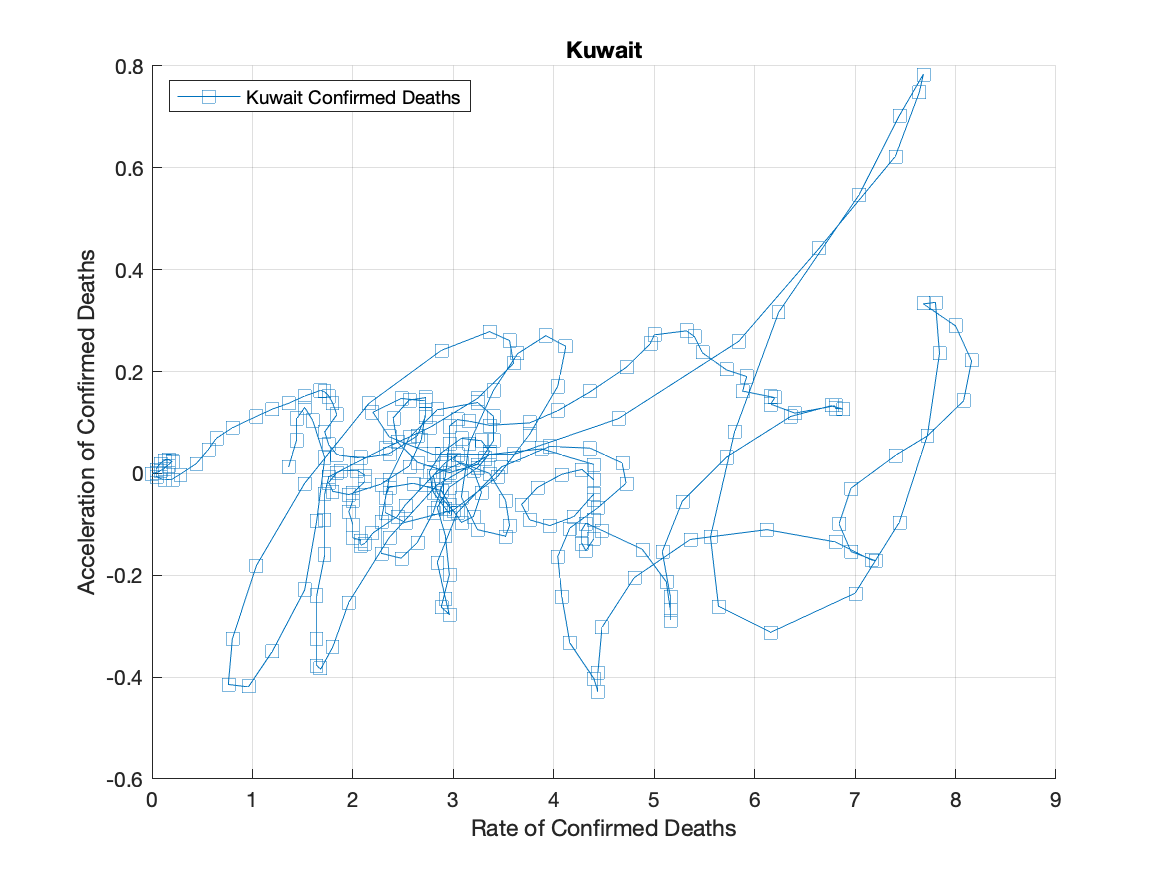 Kuwait
Kuwait Confirmed Deaths
Acceleration of Confirmed Deaths
0.8
0.6
0.4
0.2
0
-0.2
-0.4
-0.6
0 1 2 3 4 5 6 7 8 9
Rate of Confirmed Deaths